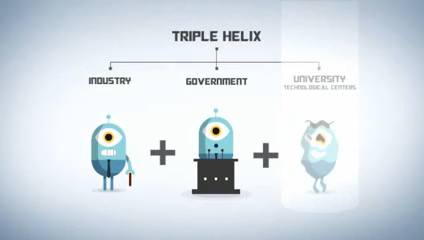 TRIPLE HELIX
INDUSTRY
GOVERNMENT
UNIVERSITY
TECHNOLOGICAL CENTERS